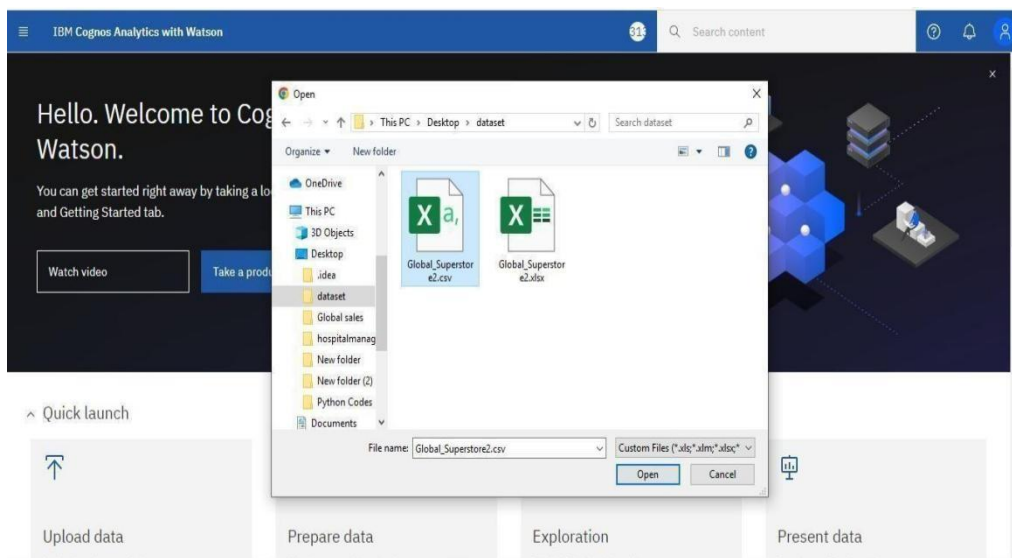 IBM Cognos Analytics with Watson
Search content
Hello. Welcome to Cog
Watson.
You can get started right away by taking a lo
and Getting Started tab.
Watch video
Take a produ
Open
This PC > Desktop > dataset
Search dataset
Organize
New folder
OneDrive
This PC
3D Objects
Desktop
.idea
dataset
Global sales
hospitalmanag
New folder
New folder (2)
Python Codes
Documents
Global_Superstor
e2.csv
Global_Superstor
e2.xlsx
File name:
Global_Superstore2.csv
Custom Files (*.xls;*.xlm;*.xlsx;*
Open
Cancel
Quick launch
Upload data
Prepare data
Exploration
Present data